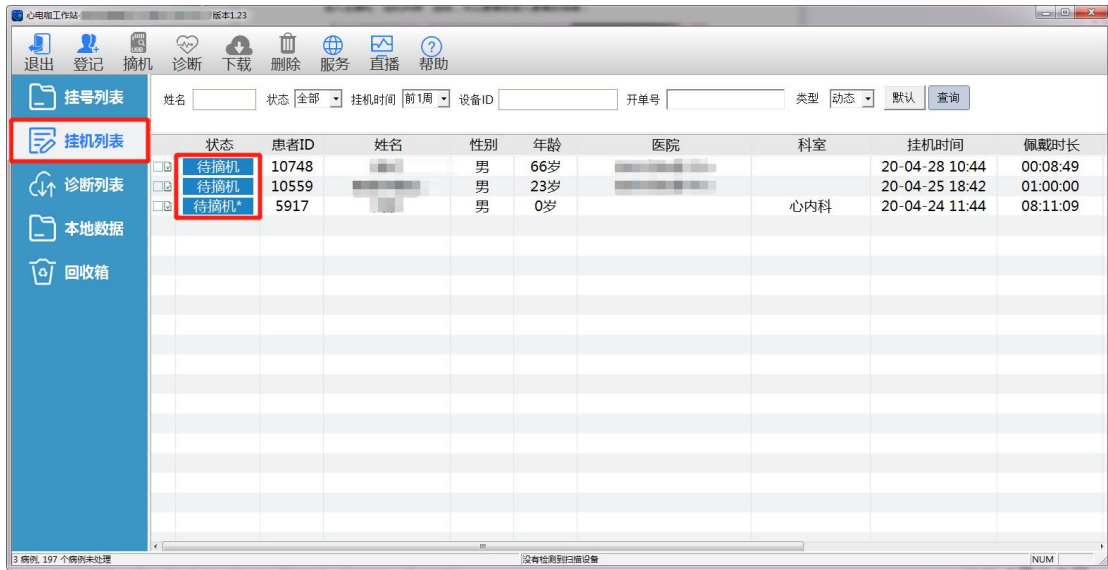 心电咖工作站- 版本1.23
退出 登记 摘机 诊断 下载 删除 服务 直播 帮助
USB
挂号列表
挂机列表
诊断列表
本地数据
回收箱
姓名 状态 全部 挂机时间 前1周 设备ID 开单号 类型 动态 默认 查询
状态 患者ID 姓名 性别 年龄 医院 科室 挂机时间 佩戴时长
待摘机 10748 男 66岁 20-04-28 10:44 00:08:49
待摘机 10559 男 23岁 20-04-25 18:42 01:00:00
待摘机* 5917 男 0岁 心内科 20-04-24 11:44 08:11:09
3 病例, 197 个病例未处理 没有检测到扫描设备 NUM